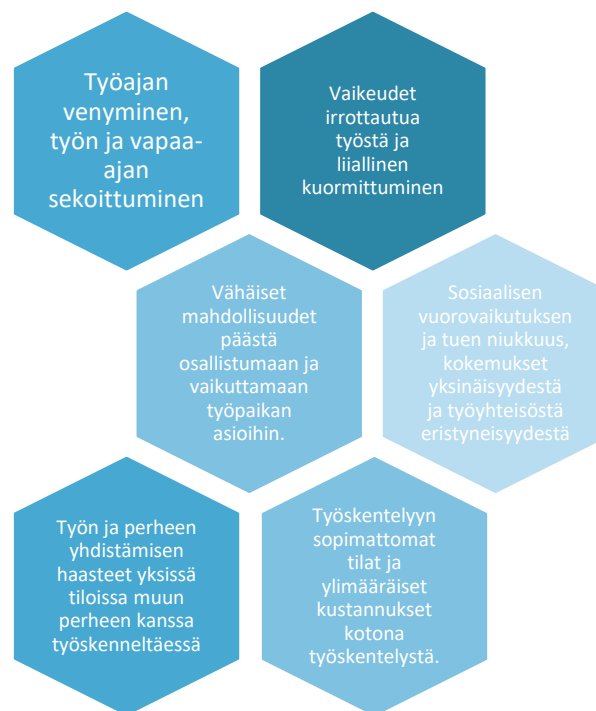 Työajan
venyminen,
työn ja vapaa-
ajan
sekoittuminen
Vaikeudet
irrottautua
työstä ja
liiallinen
kuormittuminen
Vähäiset
mahdollisuudet
päästä
osallistumaan ja
vaikuttamaan
työpaikan
asioihin.
Sosiaalisen
vuorovaikutuksen
ja tuen niukkuus,
kokemukset
yksinäisyydestä
ja työyhteisöstä
eristyneisyydestä
Työn ja perheen
yhdistämisen
haasteet yksissä
tiloissa muun
perheen kanssa
työskenneltäessä
Työskentelyyn
sopimattomat
tilat ja
ylimääräiset
kustannukset
kotona
työskentelystä.